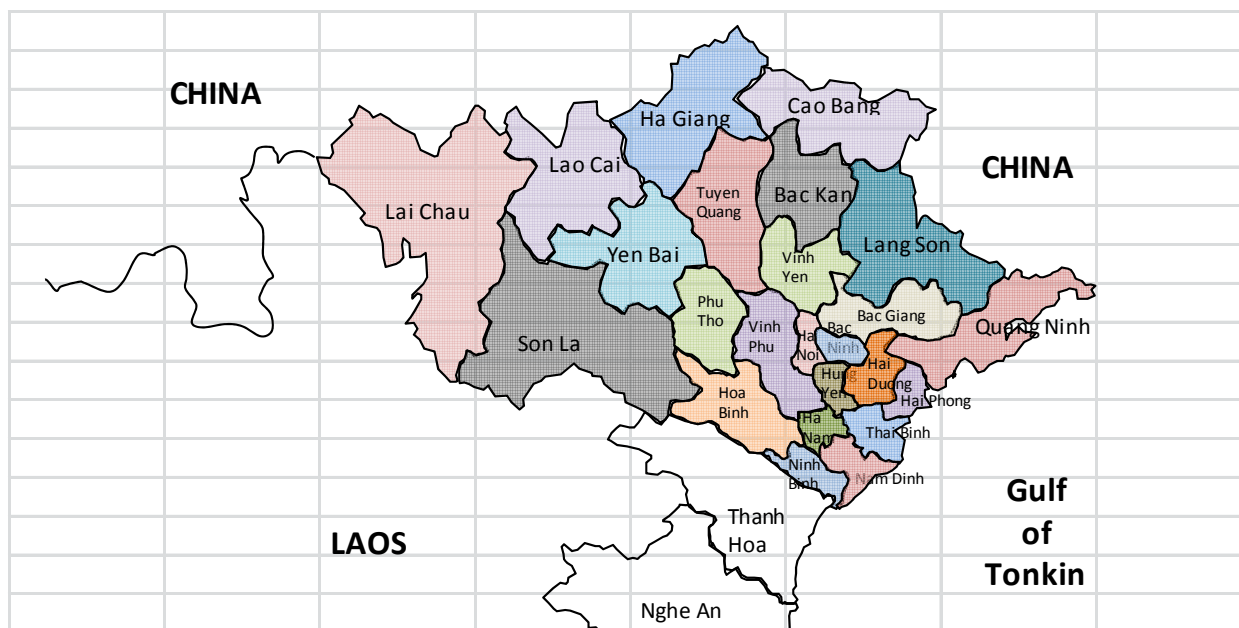 CHINA
Cao Bang
Ha Giang
Lao Cai
CHINA
Bac Kan
Tuyen
Quang
Lai Chau
Lang Son
Yen Bai
Vinh
Yen
Phu
Tho
Bac Giang
Vinh
Phu
Ha
Noi
Bac
Ninh
Quang Ninh
Son La
Hai
Duong
Hung
Yen
Hoa
Binh
Hai Phong
Ha
Nam
Thai Binh
Ninh
Binh
Nam Dinh
Gulf
of
Tonkin
Thanh
Hoa
LAOS
Nghe An